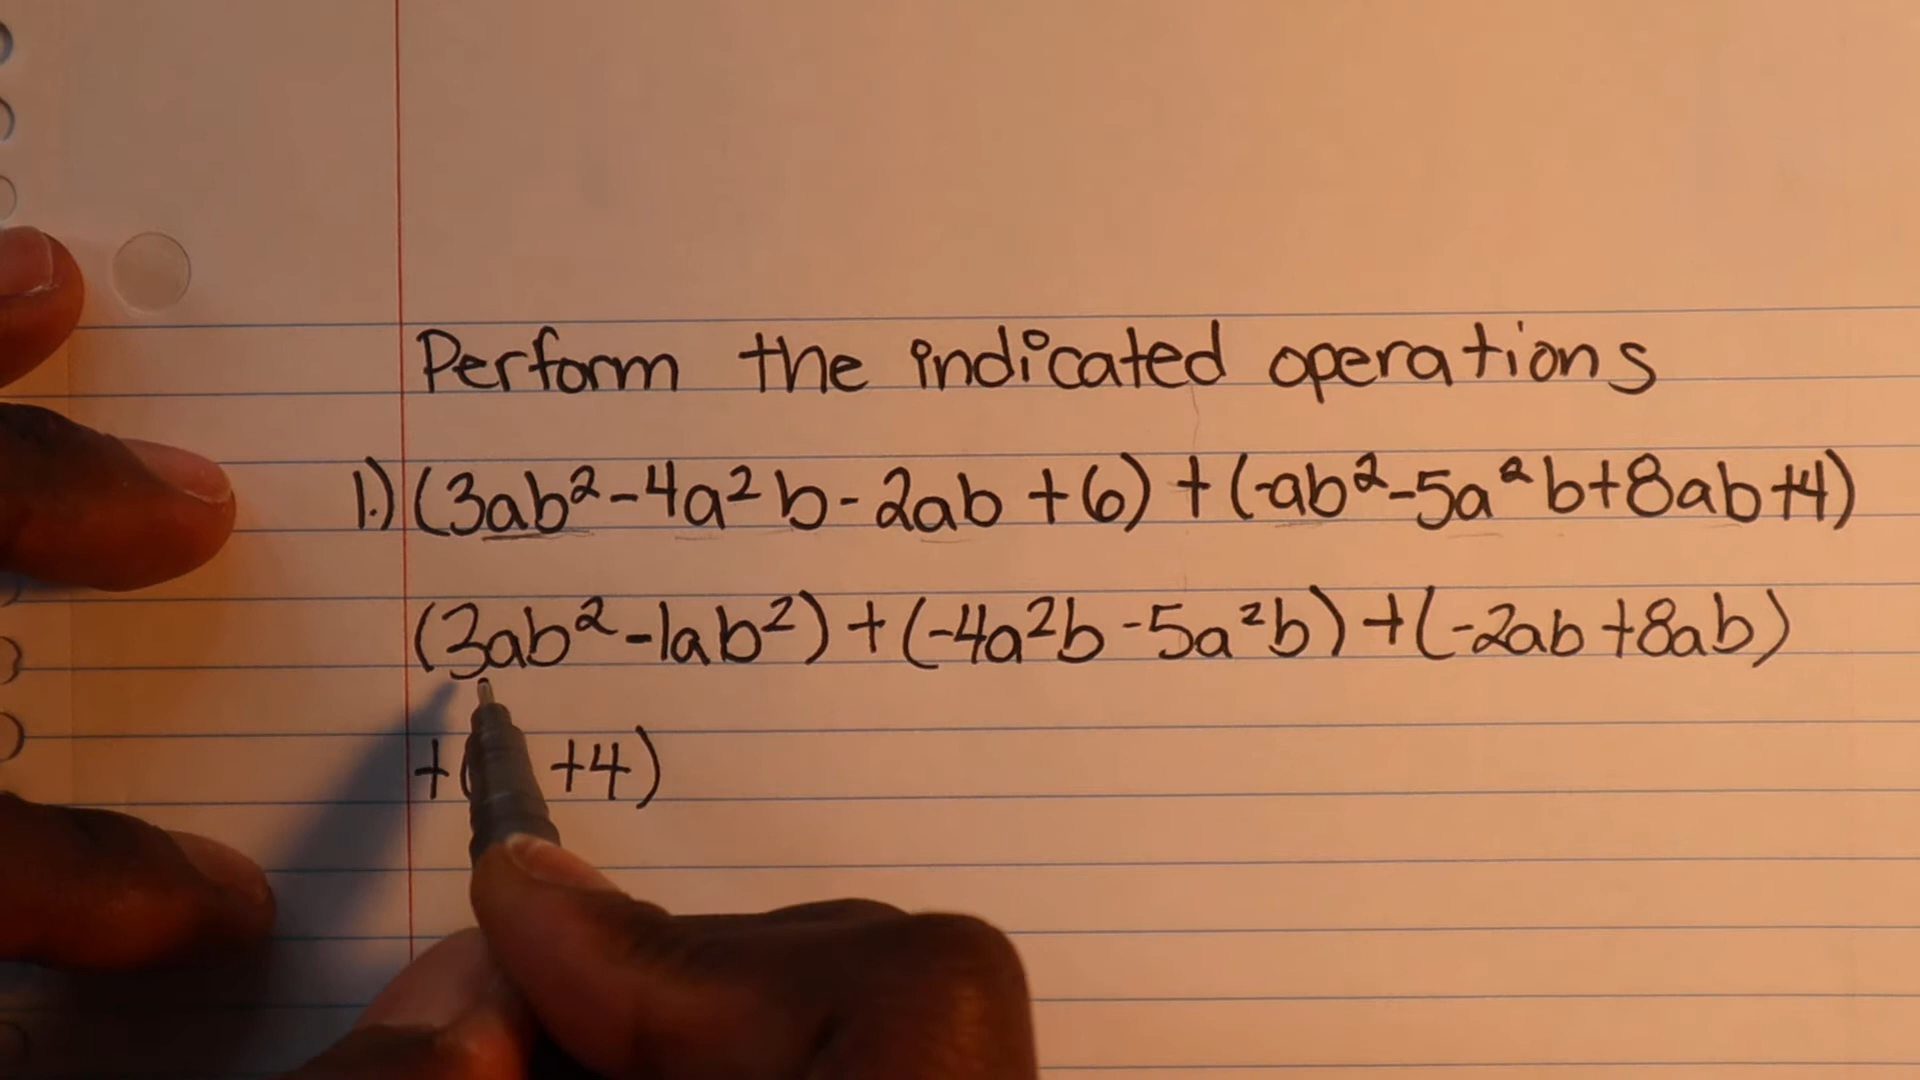 Perform the indicated operations
1.) (3ab²-4a²b-2ab+6)+(-ab²-5a²b+8ab+4)
(3ab²-1ab²)+(-4a²b-5a²b)+(-2ab+8ab)
+( +4)